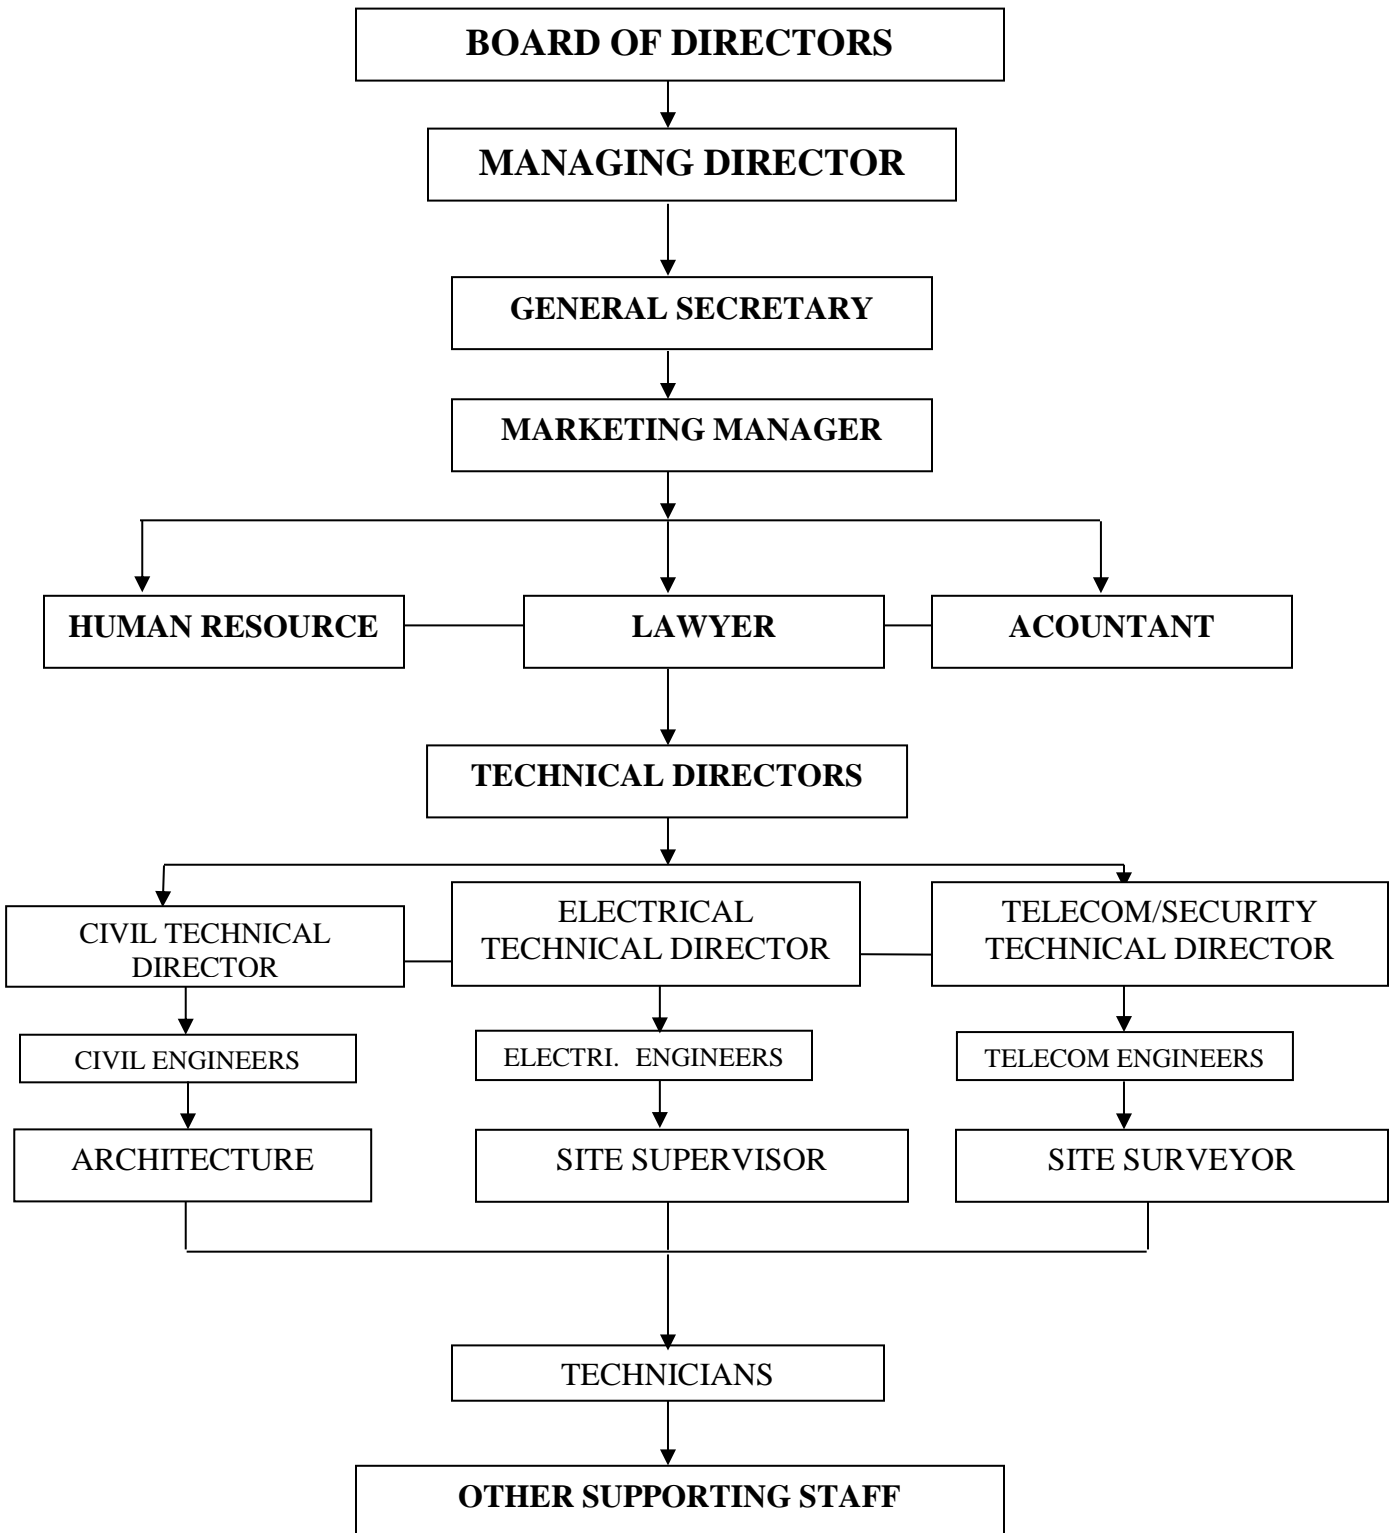 BOARD OF DIRECTORS
MANAGING DIRECTOR
GENERAL SECRETARY
MARKETING MANAGER
HUMAN RESOURCE
LAWYER
ACOUNTANT
TECHNICAL DIRECTORS
CIVIL TECHNICAL
DIRECTOR
ELECTRICAL
TECHNICAL DIRECTOR
TELECOM/SECURITY
TECHNICAL DIRECTOR
CIVIL ENGINEERS
ELECTRI. ENGINEERS
TELECOM ENGINEERS
ARCHITECTURE
SITE SUPERVISOR
SITE SURVEYOR
TECHNICIANS
OTHER SUPPORTING STAFF